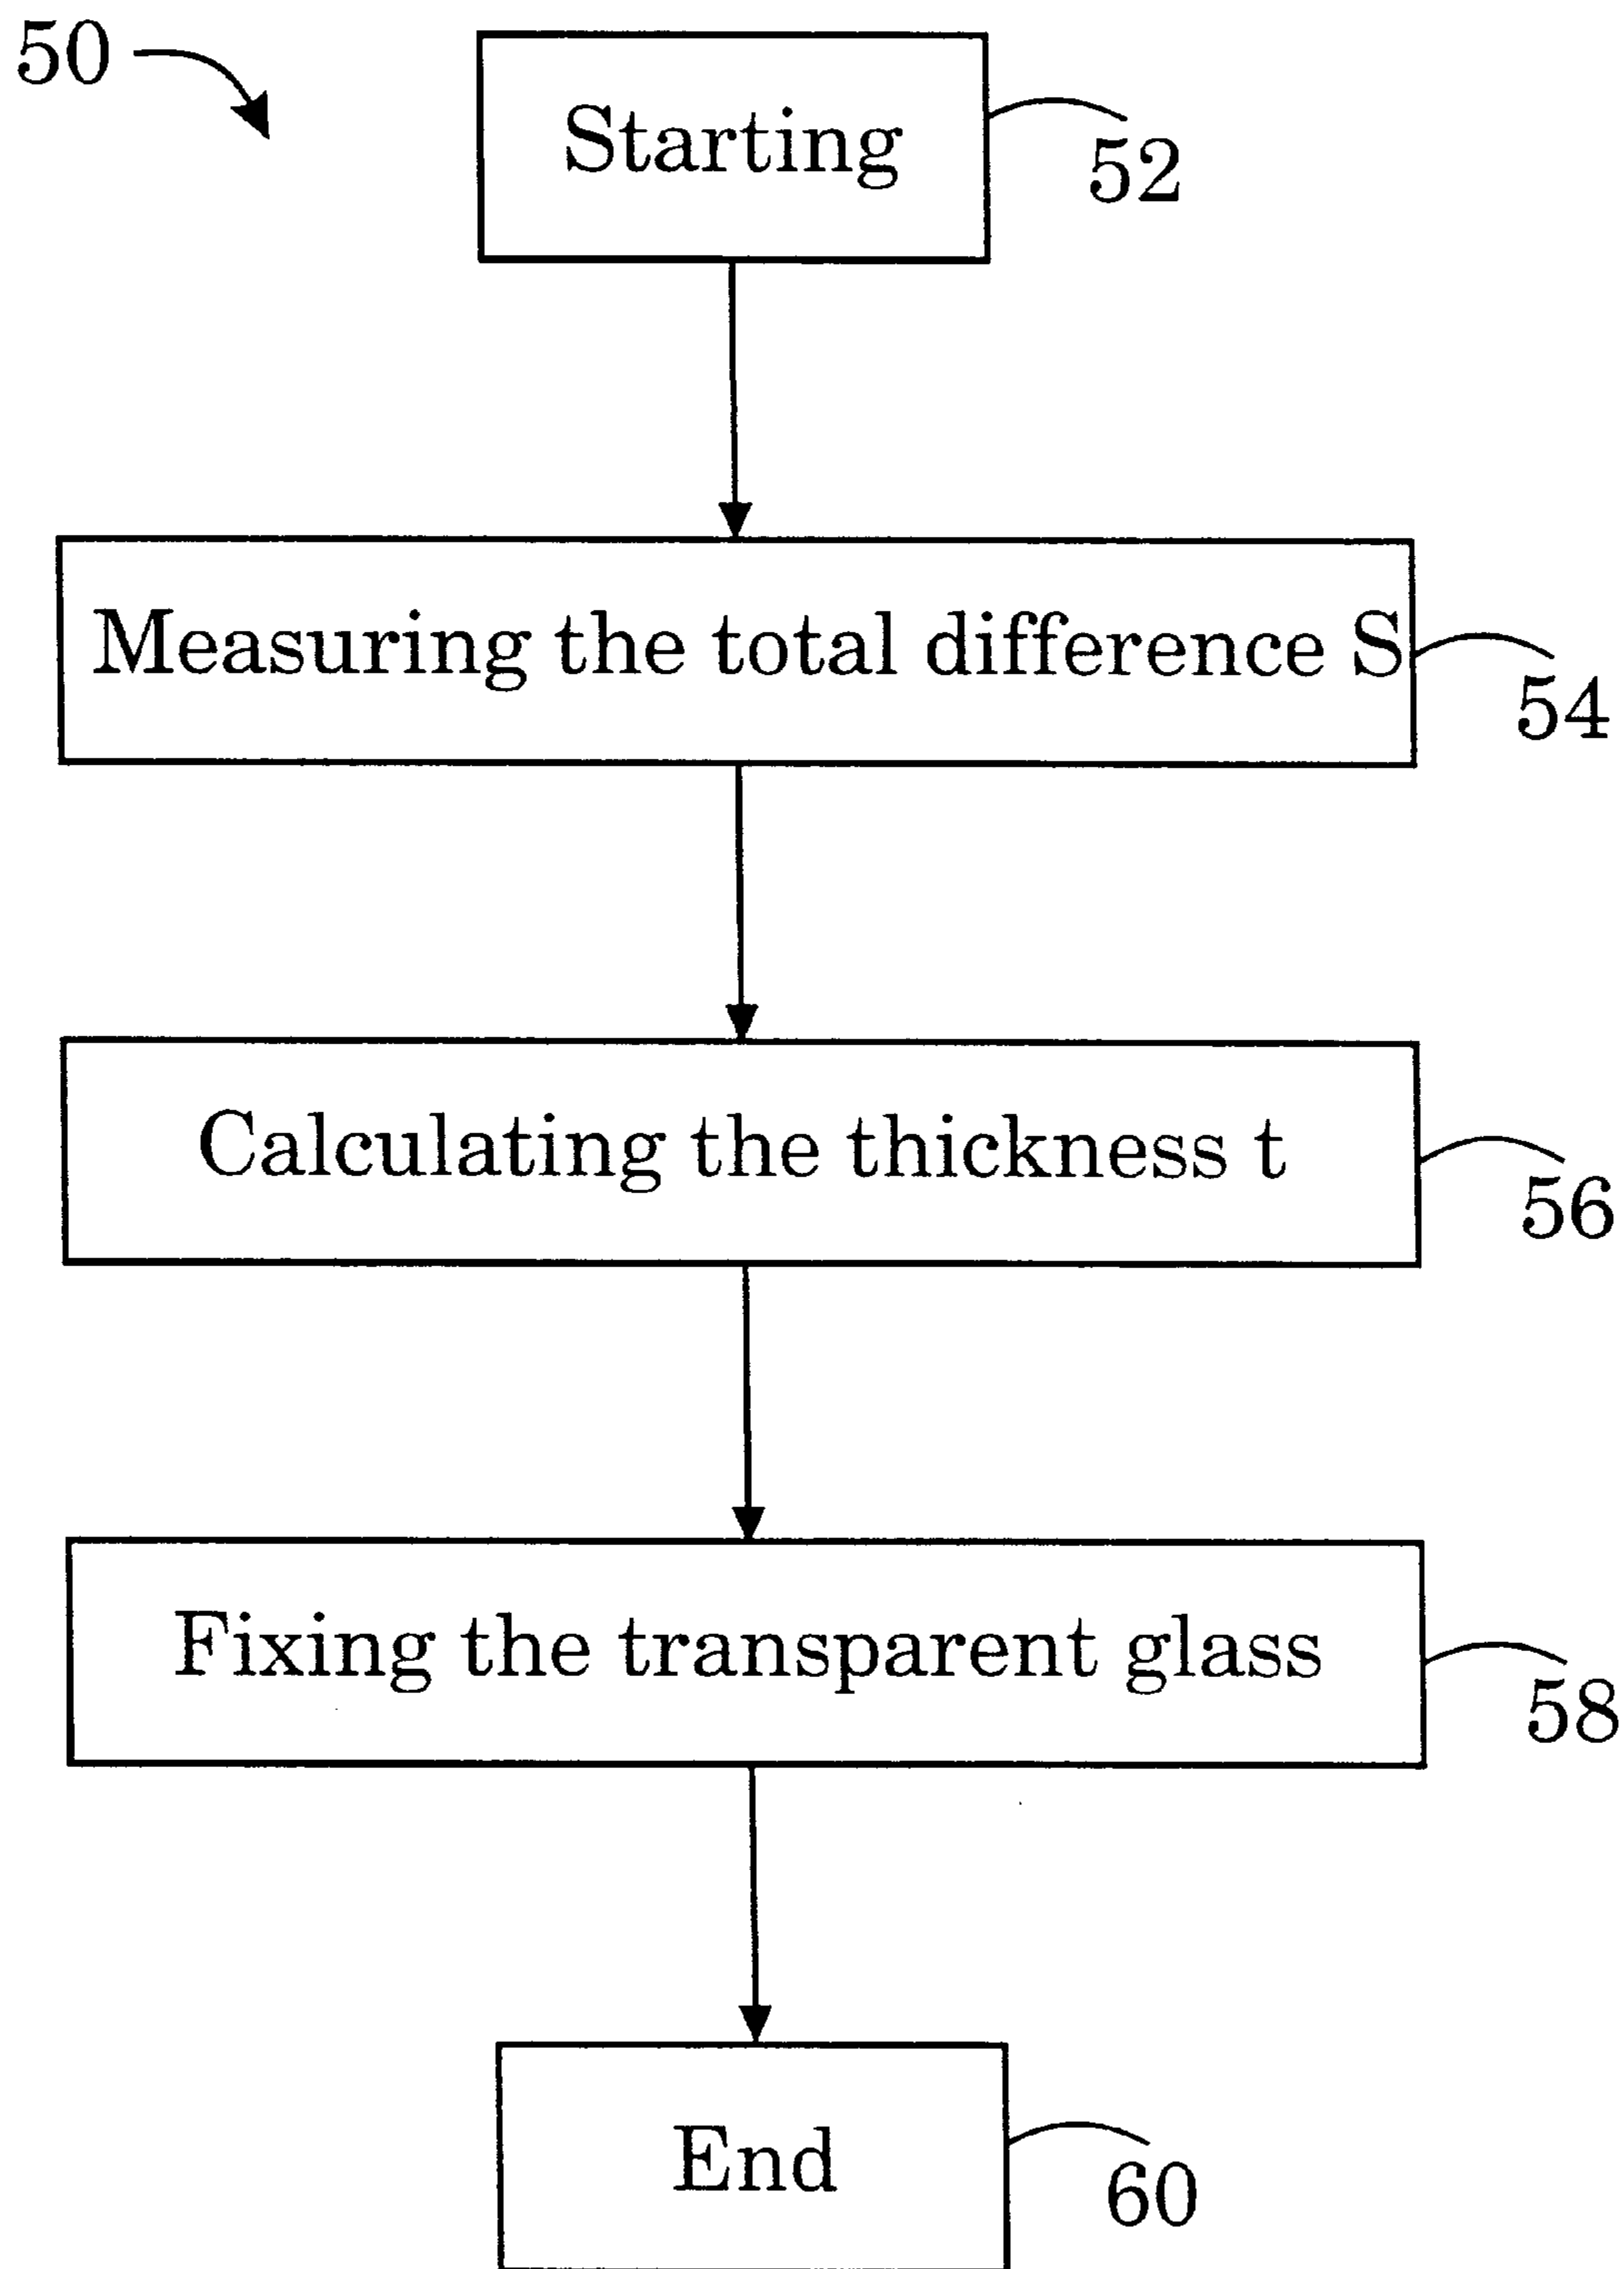 50
Starting
52
Measuring the total difference S
54
Calculating the thickness t
56
Fixing the transparent glass
58
End
60